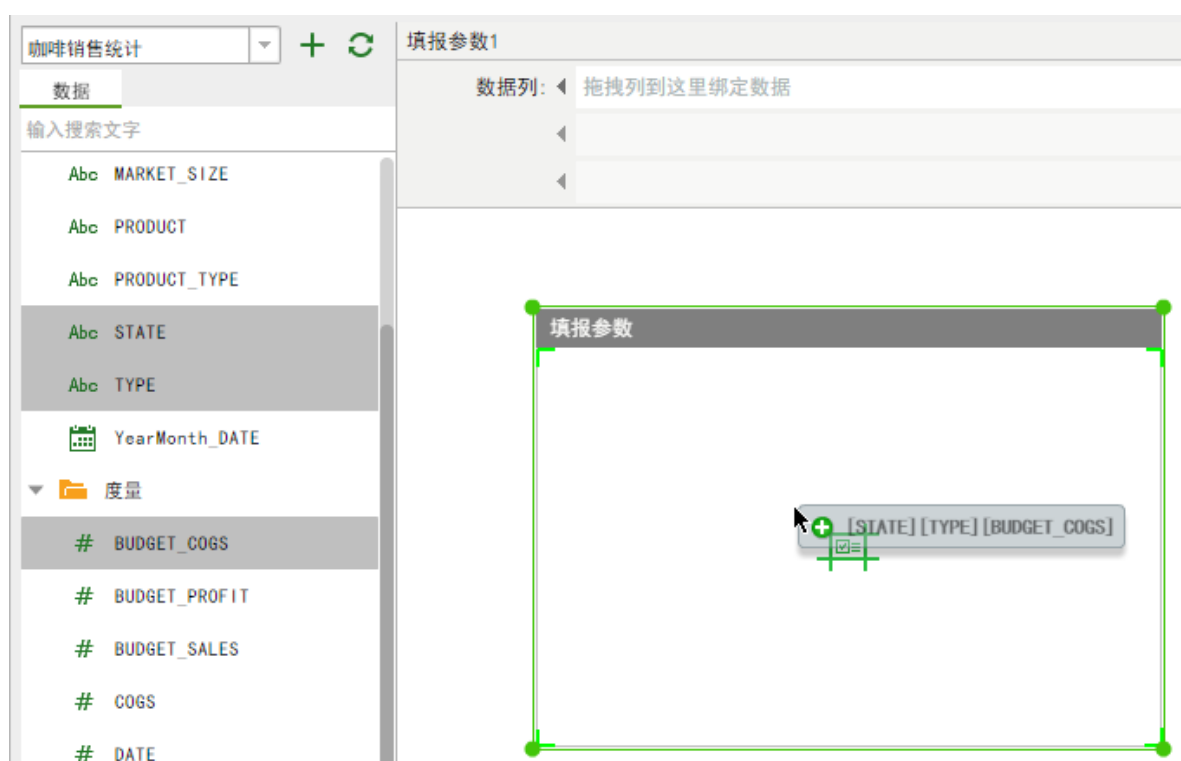 咖啡销售统计
数据
输入搜索文字
Abc MARKET_SIZE
Abc PRODUCT
Abc PRODUCT_TYPE
Abc STATE
Abc TYPE
YearMonth_DATE
度量
# BUDGET_COGS
# BUDGET_PROFIT
# BUDGET_SALES
# COGS
# DATE
填报参数1
数据列: 拖拽列到这里绑定数据
填报参数
[STATE][TYPE][BUDGET_COGS]